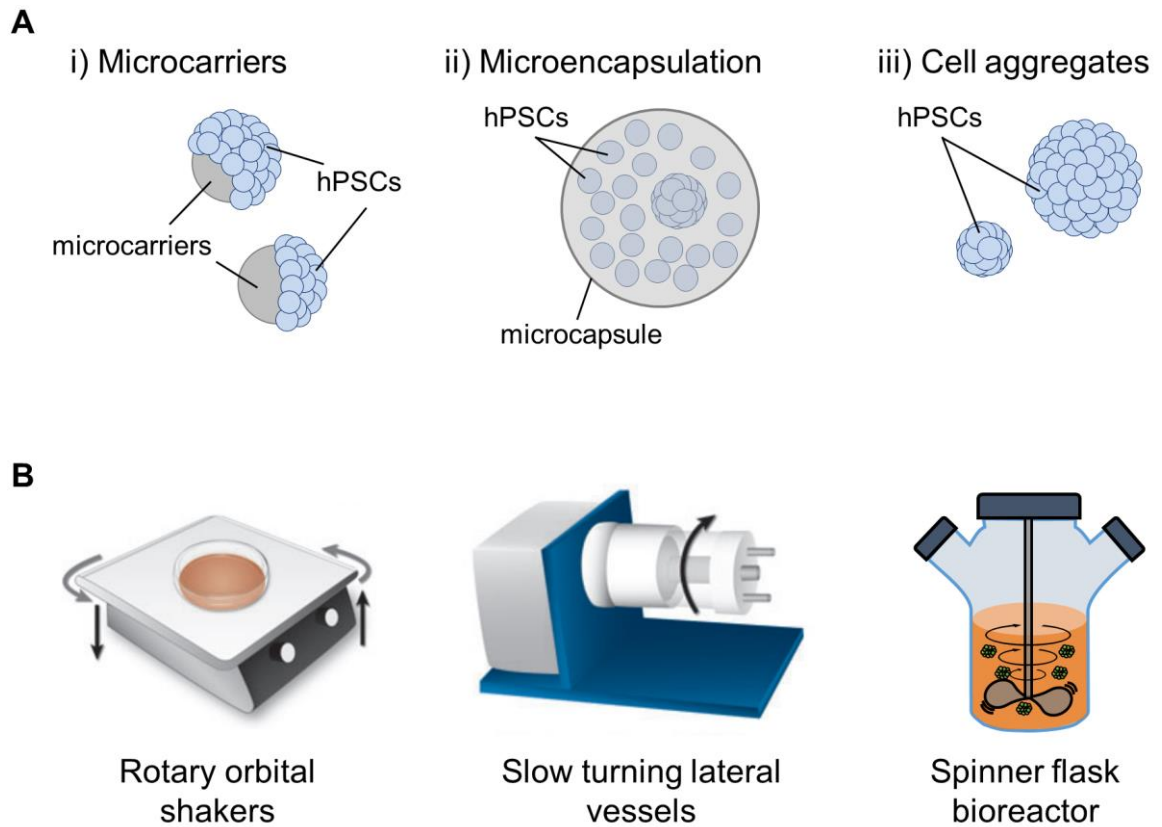 A
i) Microcarriers
ii) Microencapsulation
iii) Cell aggregates
hPSCs
microcarriers
hPSCs
microcapsule
hPSCs
B
Rotary orbital
shakers
Slow turning lateral
vessels
Spinner flask
bioreactor